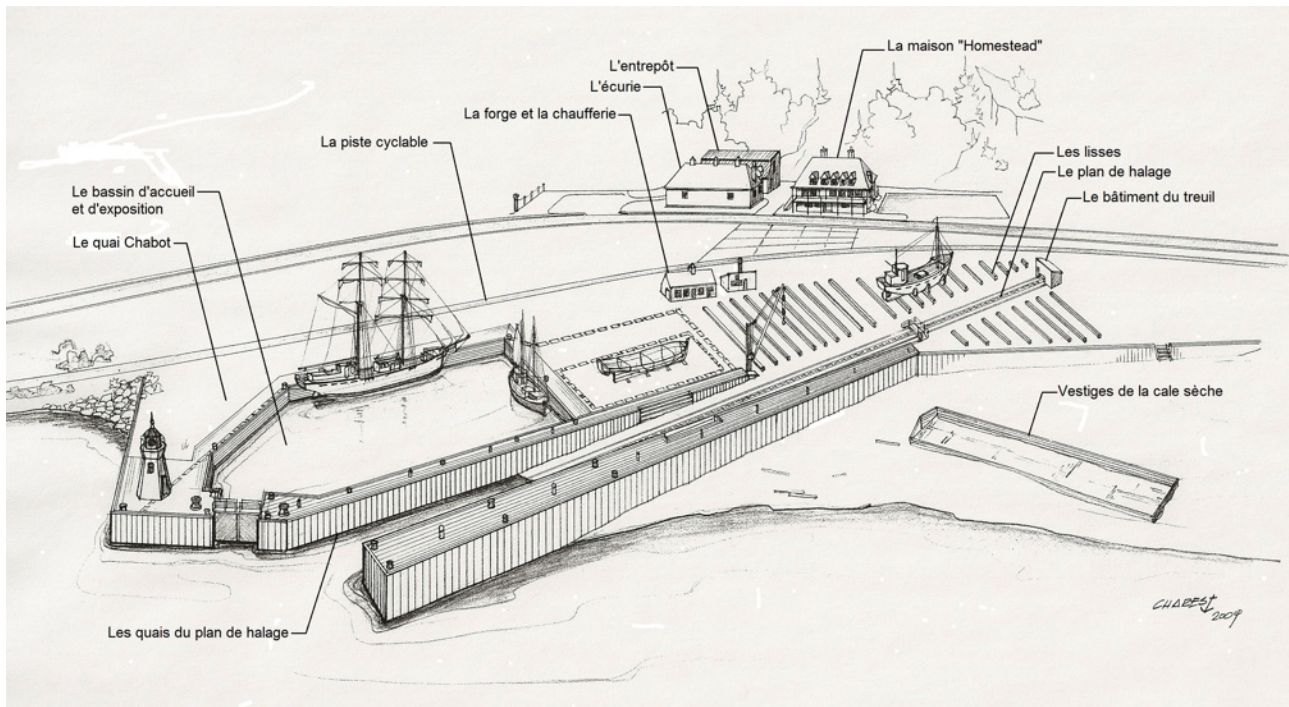 La maison "Homestead"
L'entrepôt
L'écurie
La forge et la chaufferie
La piste cyclable
Les lisses
Le plan de halage
Le bâtiment du treuil
Le bassin d'accueil
et d'exposition
Le quai Chabot
Vestiges de la cale sèche
Les quais du plan de halage
CHAREST
2009